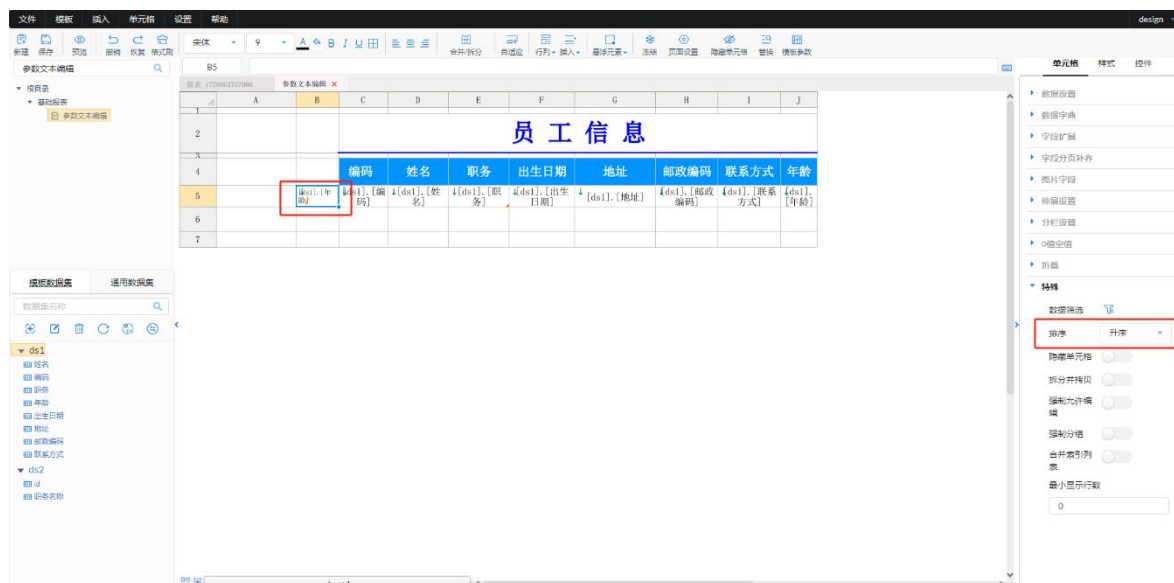 文件 模板 插入 单元格 设置 帮助 design
新建 保存 预览 撤销 恢复 格式刷 宋体 9 A B I U 合并/拆分 自适应 行列 插入 悬浮元素 冻结 页面设置 隐藏单元格 替换 模板参数
参数文本编辑 B5 单元格 样式 控件
参数文本编辑 ×
根目录
基础报表
参数文本编辑
A B C D E F G H I J
1
2 员工信息
3
4 编码 姓名 职务 出生日期 地址 邮政编码 联系方式 年龄
5 [ds1].[年龄] [ds1].[编码] [ds1].[姓名] [ds1].[职务] [ds1].[出生日期] [ds1].[地址] [ds1].[邮政编码] [ds1].[联系方式] [ds1].[年龄]
6
7
模板数据集 通用数据集
数据集名称
ds1
姓名
编码
职务
年龄
出生日期
地址
邮政编码
联系方式
ds2
id
职务名称
数据设置
数据字典
字段扩展
字段分页补齐
图片字段
伸展设置
分栏设置
0值空值
折叠
特殊
数据筛选
排序 升序
隐藏单元格
拆分并拷贝
强制允许编辑
强制分组
合并索引列表
最小显示行数
0